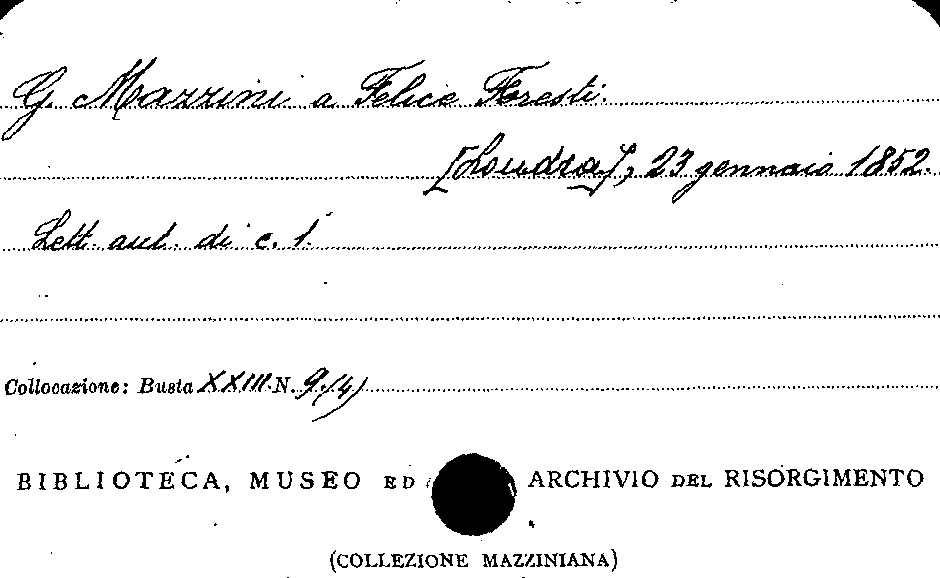 G. Mazzini a Felice Foresti.
[Londra], 23 gennaio 1852.
Lett. aut. di c. 1.
Collocazione: Busta XXIII N. 9 (4)
BIBLIOTECA, MUSEO ED ARCHIVIO DEL RISORGIMENTO
(COLLEZIONE MAZZINIANA)